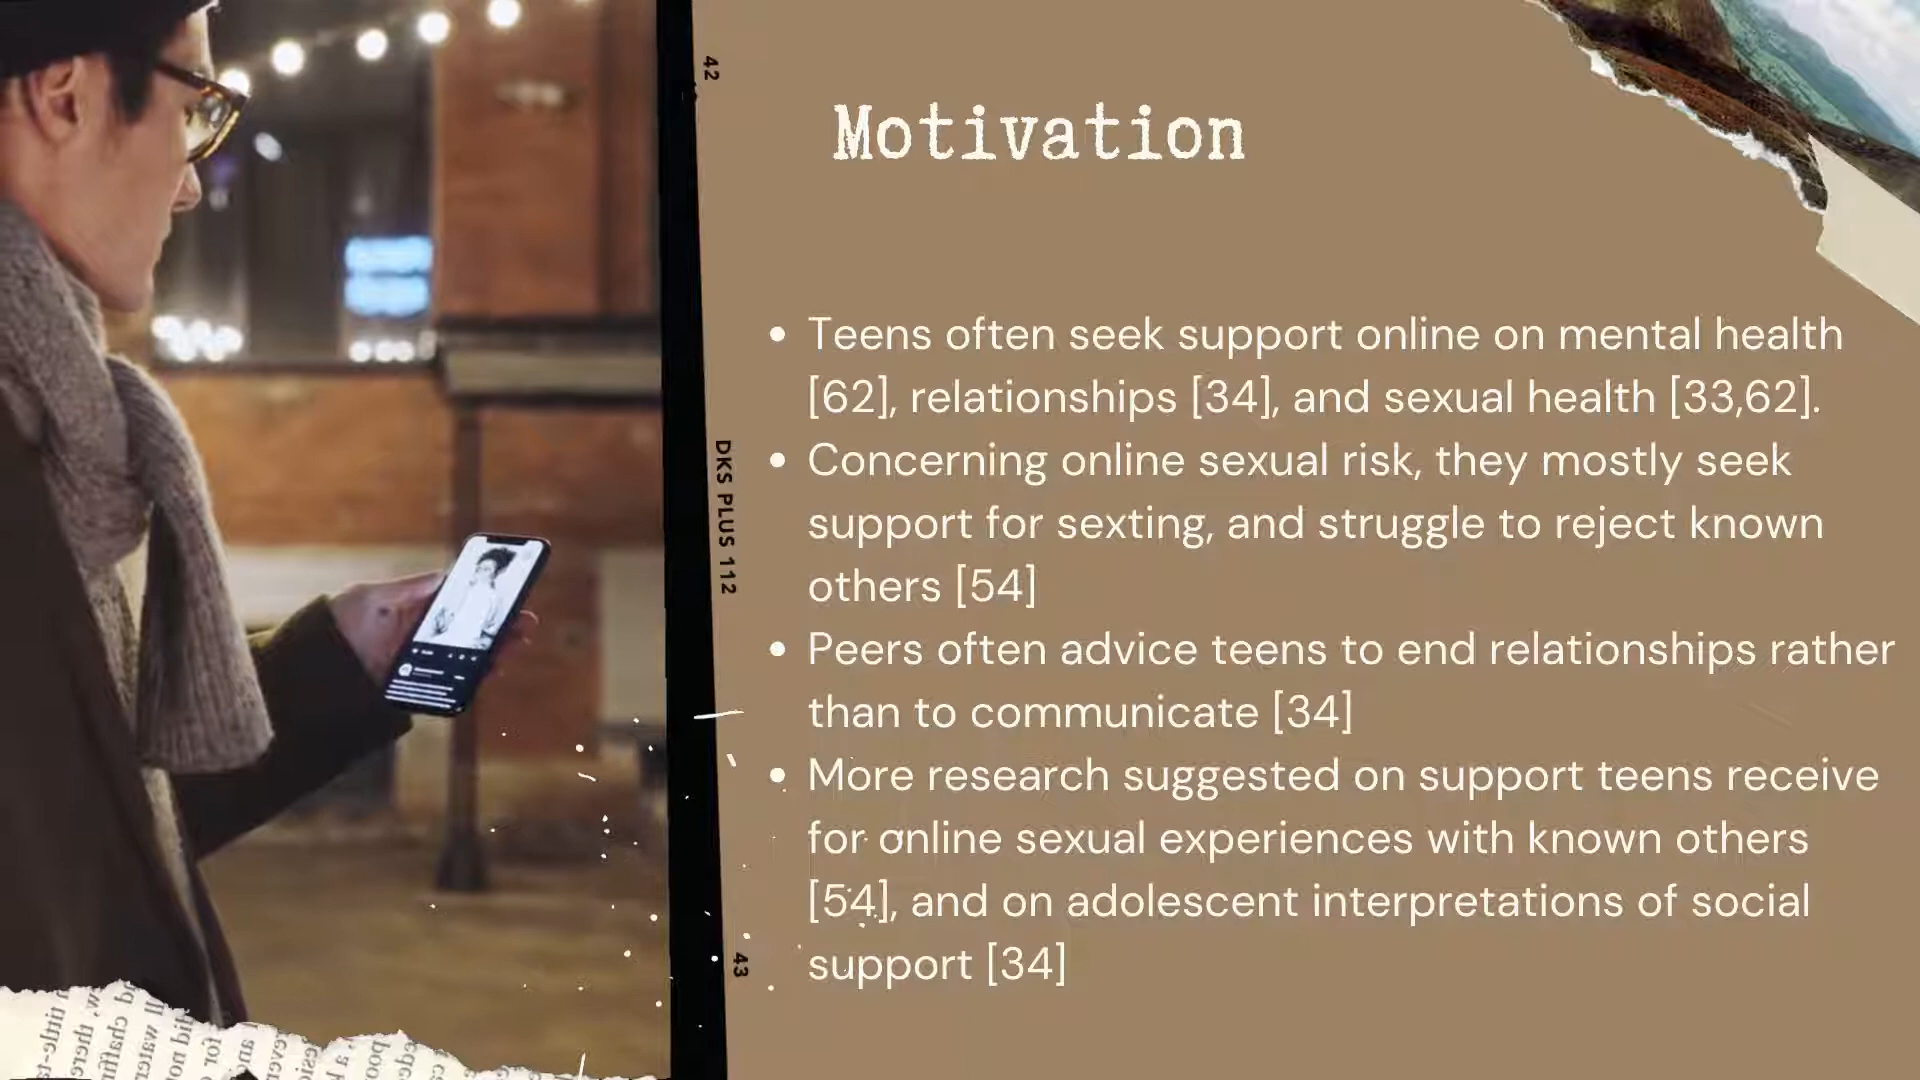 42
Motivation
Teens often seek support online on mental health
[62], relationships [34], and sexual health [33,62].
Concerning online sexual risk, they mostly seek
support for sexting, and struggle to reject known
others [54]
DKS PLUS 112
Peers often advice teens to end relationships rather
than to communicate [34]
More research suggested on support teens receive
for online sexual experiences with known others
[54], and on adolescent interpretations of social
support [34]
43